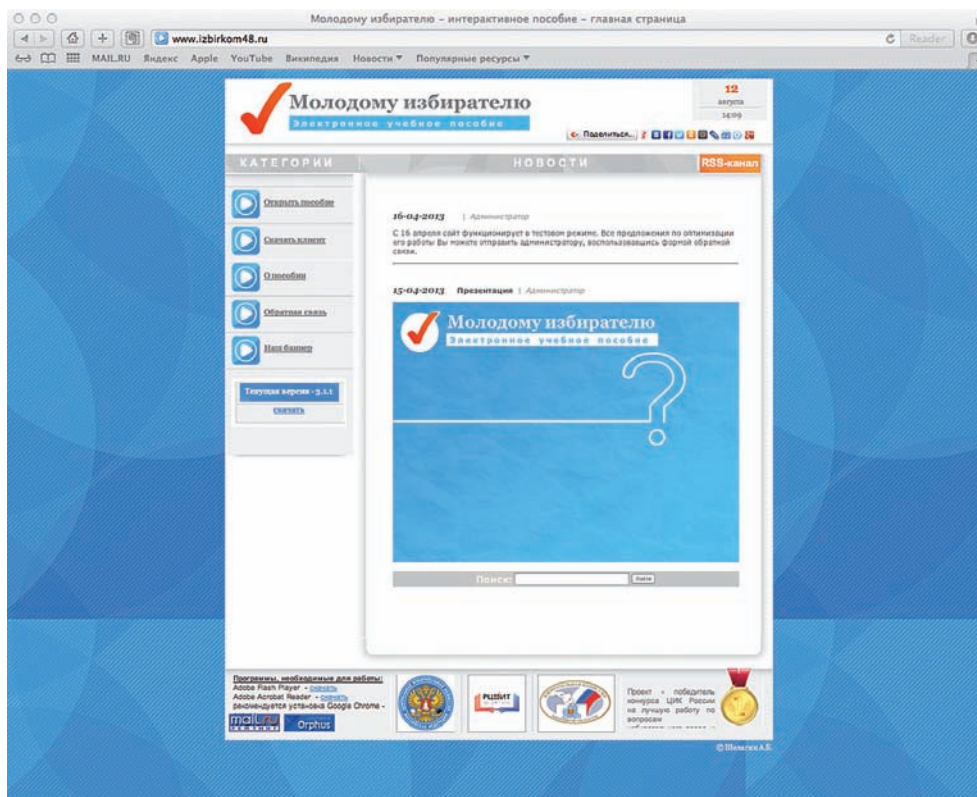 Молодому избирателю – интерактивное пособие – главная страница
www.izbirkom48.ru
Reader
MAIL.RU Яндекс Apple YouTube Википедия Новости Популярные ресурсы
Молодому избирателю
Электронное учебное пособие
12
августа
14:09
Поделиться...
КАТЕГОРИИ
НОВОСТИ
RSS-канал
Открыть пособие
Скачать клиент
О пособии
Обратная связь
Наш баннер
Текущая версия - 3.1.1
скачать
16-04-2013 | Администратор
С 16 апреля сайт функционирует в тестовом режиме. Все предложения по оптимизации
его работы Вы можете отправить администратору, воспользовавшись формой обратной
связи.
15-04-2013 Презентация | Администратор
Молодому избирателю
Электронное учебное пособие
?
Поиск:
Найти
Программы, необходимые для работы:
Adobe Flash Player - скачать
Adobe Acrobat Reader - скачать
рекомендуется установка Google Chrome -
mail.ru
Orphus
РЦОИТ
Проект - победитель
конкурса ЦИК России
на лучшую работу по
вопросам
© Шалагин А.Б.